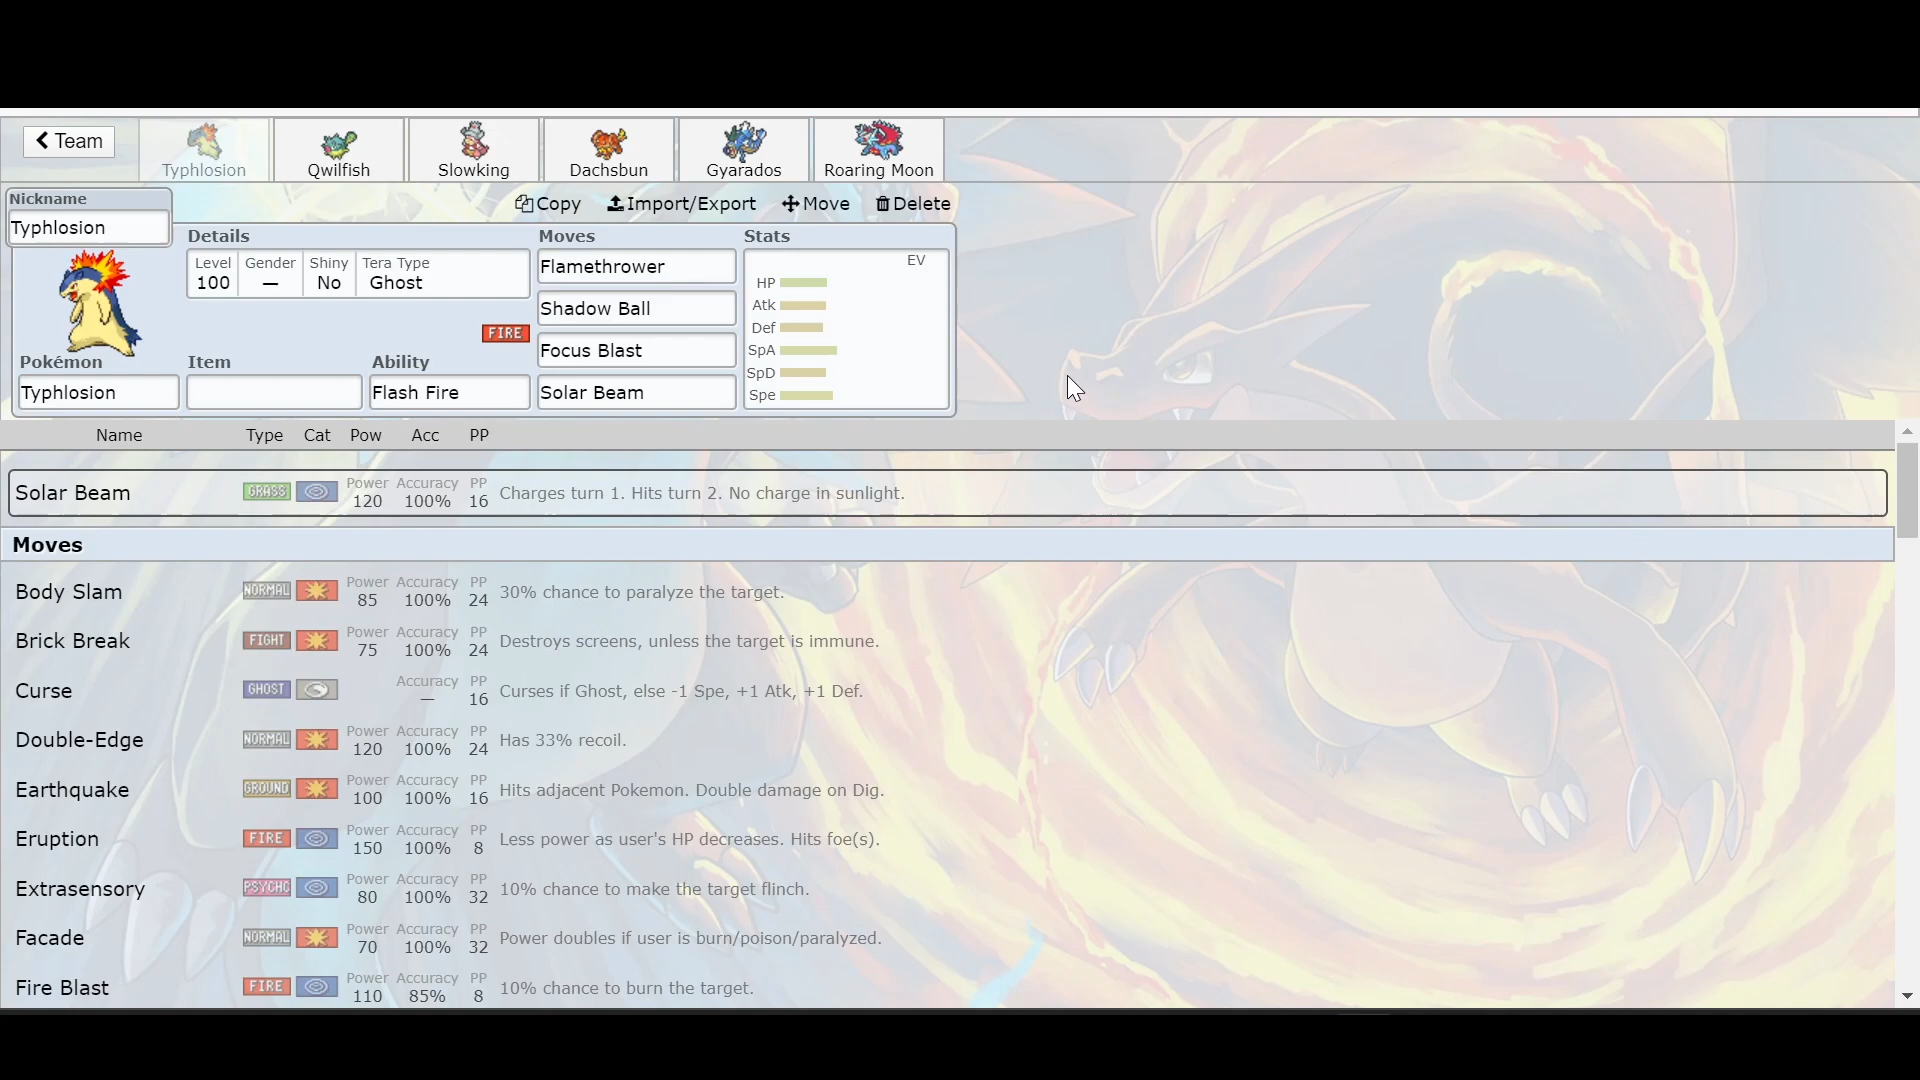 Team
Typhlosion
Qwilfish
Slowking
Dachsbun
Gyarados
Roaring Moon
Nickname
Typhlosion
Copy
Import/Export
Move
Delete
Details
Level Gender Shiny Tera Type
100 — No Ghost
FIRE
Pokémon
Typhlosion
Item
Ability
Flash Fire
Moves
Flamethrower
Shadow Ball
Focus Blast
Solar Beam
Stats
EV
HP
Atk
Def
SpA
SpD
Spe
Name Type Cat Pow Acc PP
Solar Beam GRASS Power 120 Accuracy 100% PP 16 Charges turn 1. Hits turn 2. No charge in sunlight.
Moves
Body Slam NORMAL Power 85 Accuracy 100% PP 24 30% chance to paralyze the target.
Brick Break FIGHT Power 75 Accuracy 100% PP 24 Destroys screens, unless the target is immune.
Curse GHOST Accuracy — PP 16 Curses if Ghost, else -1 Spe, +1 Atk, +1 Def.
Double-Edge NORMAL Power 120 Accuracy 100% PP 24 Has 33% recoil.
Earthquake GROUND Power 100 Accuracy 100% PP 16 Hits adjacent Pokemon. Double damage on Dig.
Eruption FIRE Power 150 Accuracy 100% PP 8 Less power as user's HP decreases. Hits foe(s).
Extrasensory PSYCHC Power 80 Accuracy 100% PP 32 10% chance to make the target flinch.
Facade NORMAL Power 70 Accuracy 100% PP 32 Power doubles if user is burn/poison/paralyzed.
Fire Blast FIRE Power 110 Accuracy 85% PP 8 10% chance to burn the target.